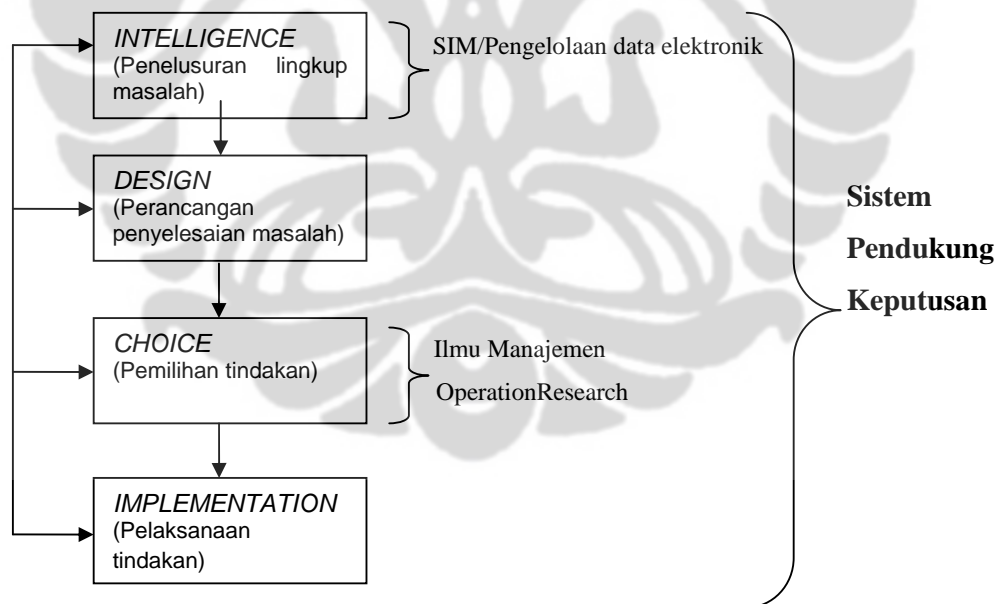 INTELLIGENCE
(Penelusuran lingkup
masalah)
SIM/Pengelolaan data elektronik
DESIGN
(Perancangan
penyelesaian masalah)
Sistem
Pendukung
Keputusan
CHOICE
(Pemilihan tindakan)
Ilmu Manajemen
OperationResearch
IMPLEMENTATION
(Pelaksanaan
tindakan)